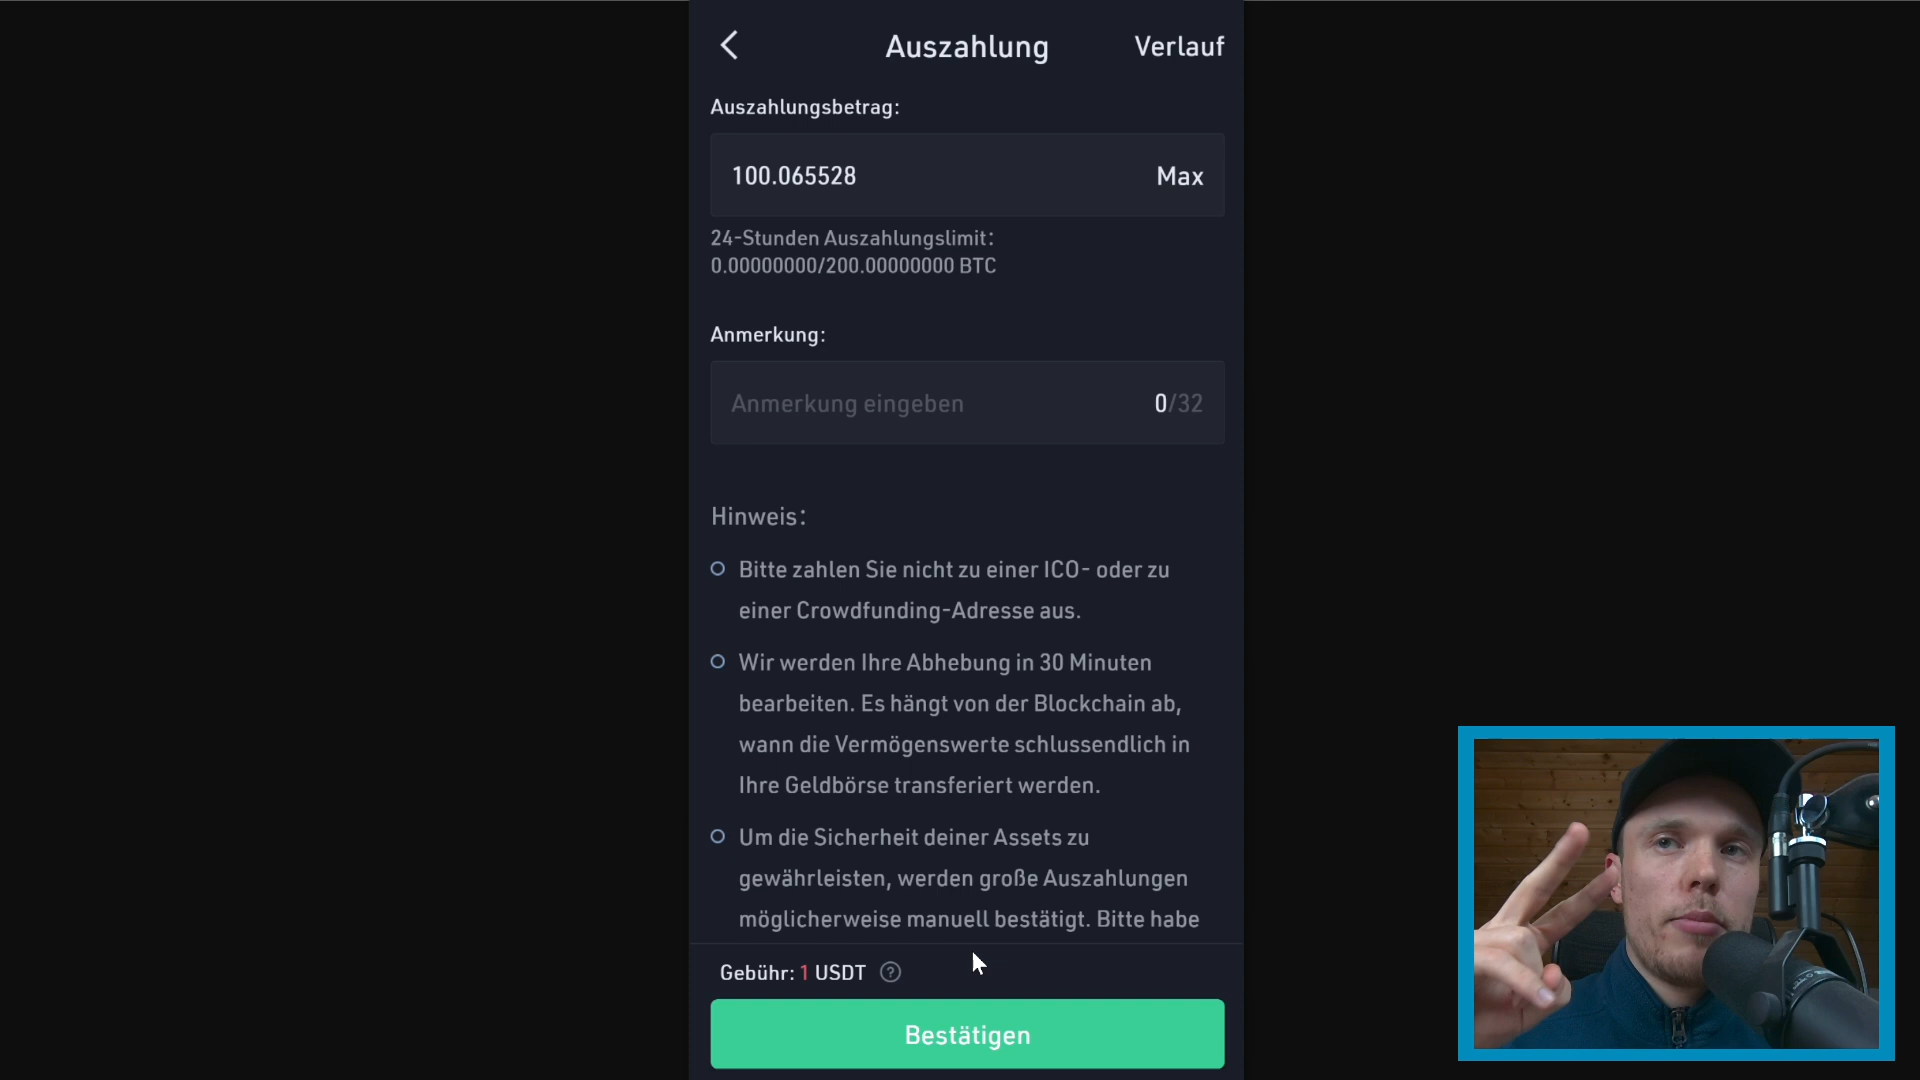 Auszahlung
Verlauf
Auszahlungsbetrag:
100.065528
Max
24-Stunden Auszahlungslimit:
0.00000000/200.00000000 BTC
Anmerkung:
Anmerkung eingeben
0/32
Hinweis:
Bitte zahlen Sie nicht zu einer ICO- oder zu
einer Crowdfunding-Adresse aus.
Wir werden Ihre Abhebung in 30 Minuten
bearbeiten. Es hängt von der Blockchain ab,
wann die Vermögenswerte schlussendlich in
Ihre Geldbörse transferiert werden.
Um die Sicherheit deiner Assets zu
gewährleisten, werden große Auszahlungen
möglicherweise manuell bestätigt. Bitte habe
Gebühr: 1 USDT ?
Bestätigen